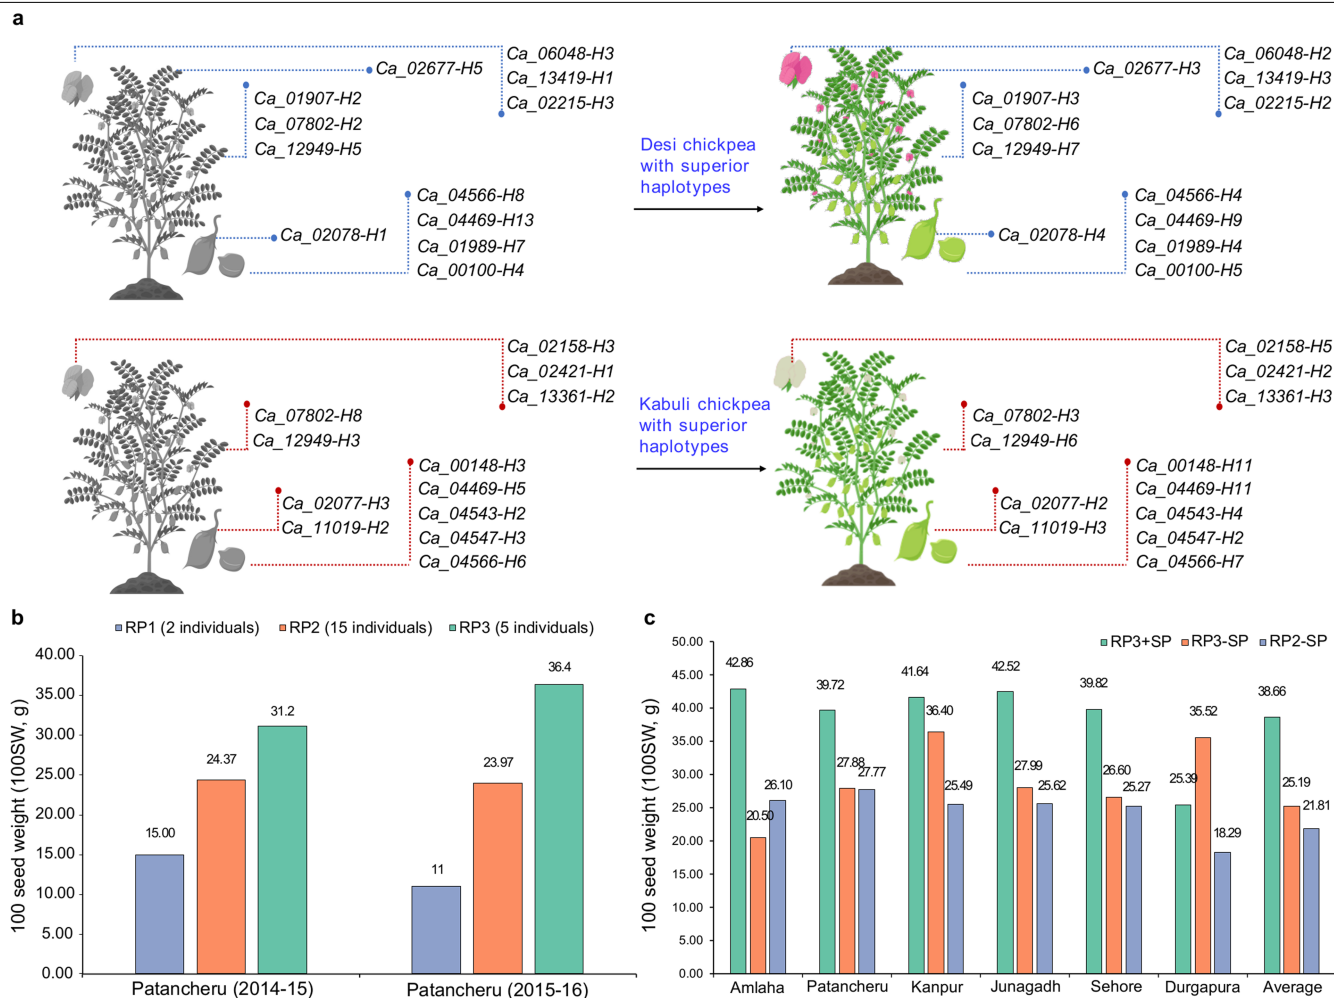 a
Ca_06048-H3
Ca_13419-H1
Ca_02215-H3
Ca_02677-H5
Ca_01907-H2
Ca_07802-H2
Ca_12949-H5
Ca_04566-H8
Ca_04469-H13
Ca_01989-H7
Ca_00100-H4
Ca_02078-H1
Desi chickpea
with superior
haplotypes
Ca_06048-H2
Ca_13419-H3
Ca_02215-H2
Ca_02677-H3
Ca_01907-H3
Ca_07802-H6
Ca_12949-H7
Ca_04566-H4
Ca_04469-H9
Ca_01989-H4
Ca_00100-H5
Ca_02078-H4
Ca_02158-H3
Ca_02421-H1
Ca_13361-H2
Ca_07802-H8
Ca_12949-H3
Ca_00148-H3
Ca_04469-H5
Ca_04543-H2
Ca_04547-H3
Ca_04566-H6
Ca_02077-H3
Ca_11019-H2
Kabuli chickpea
with superior
haplotypes
Ca_02158-H5
Ca_02421-H2
Ca_13361-H3
Ca_07802-H3
Ca_12949-H6
Ca_00148-H11
Ca_04469-H11
Ca_04543-H4
Ca_04547-H2
Ca_04566-H7
Ca_02077-H2
Ca_11019-H3
b
RP1 (2 individuals) RP2 (15 individuals) RP3 (5 individuals)
100 seed weight (100SW, g)
40.00
35.00
30.00
25.00
20.00
15.00
10.00
5.00
0.00
15.00
24.37
31.2
11
23.97
36.4
Patancheru (2014-15) Patancheru (2015-16)
c
RP3+SP RP3-SP RP2-SP
100 seed weight (100SW, g)
50.00
45.00
40.00
35.00
30.00
25.00
20.00
15.00
10.00
5.00
0.00
42.86
20.50
26.10
39.72
27.88
27.77
41.64
36.40
25.49
42.52
27.99
25.62
39.82
26.60
25.27
25.39
35.52
18.29
38.66
25.19
21.81
Amlaha Patancheru Kanpur Junagadh Sehore Durgapura Average